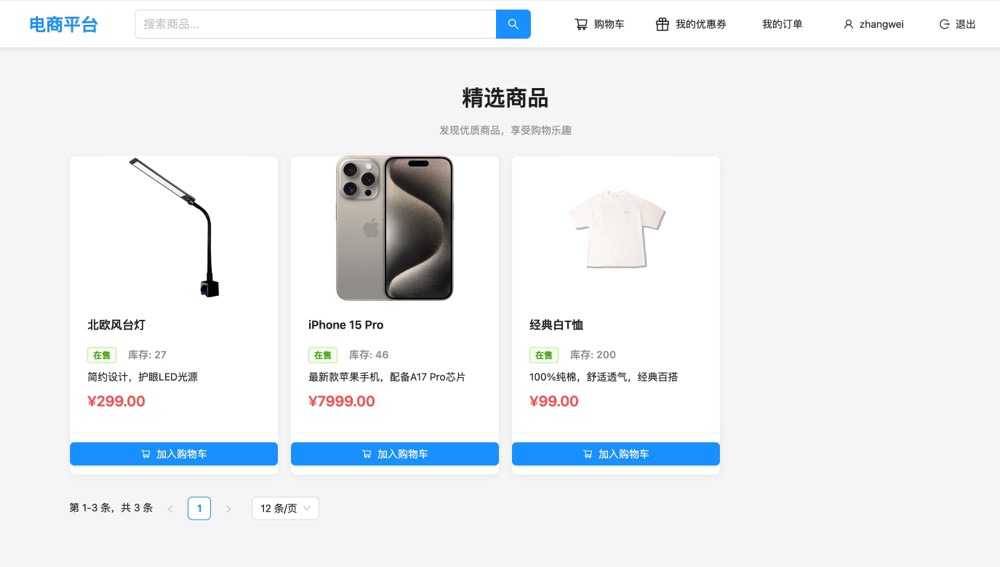 电商平台
搜索商品...
购物车
我的优惠券
我的订单
zhangwei
退出
精选商品
发现优质商品，享受购物乐趣
北欧风台灯
在售 库存: 27
简约设计，护眼LED光源
¥299.00
加入购物车
iPhone 15 Pro
在售 库存: 46
最新款苹果手机，配备A17 Pro芯片
¥7999.00
加入购物车
经典白T恤
在售 库存: 200
100%纯棉，舒适透气，经典百搭
¥99.00
加入购物车
第 1-3 条，共 3 条
1
12 条/页